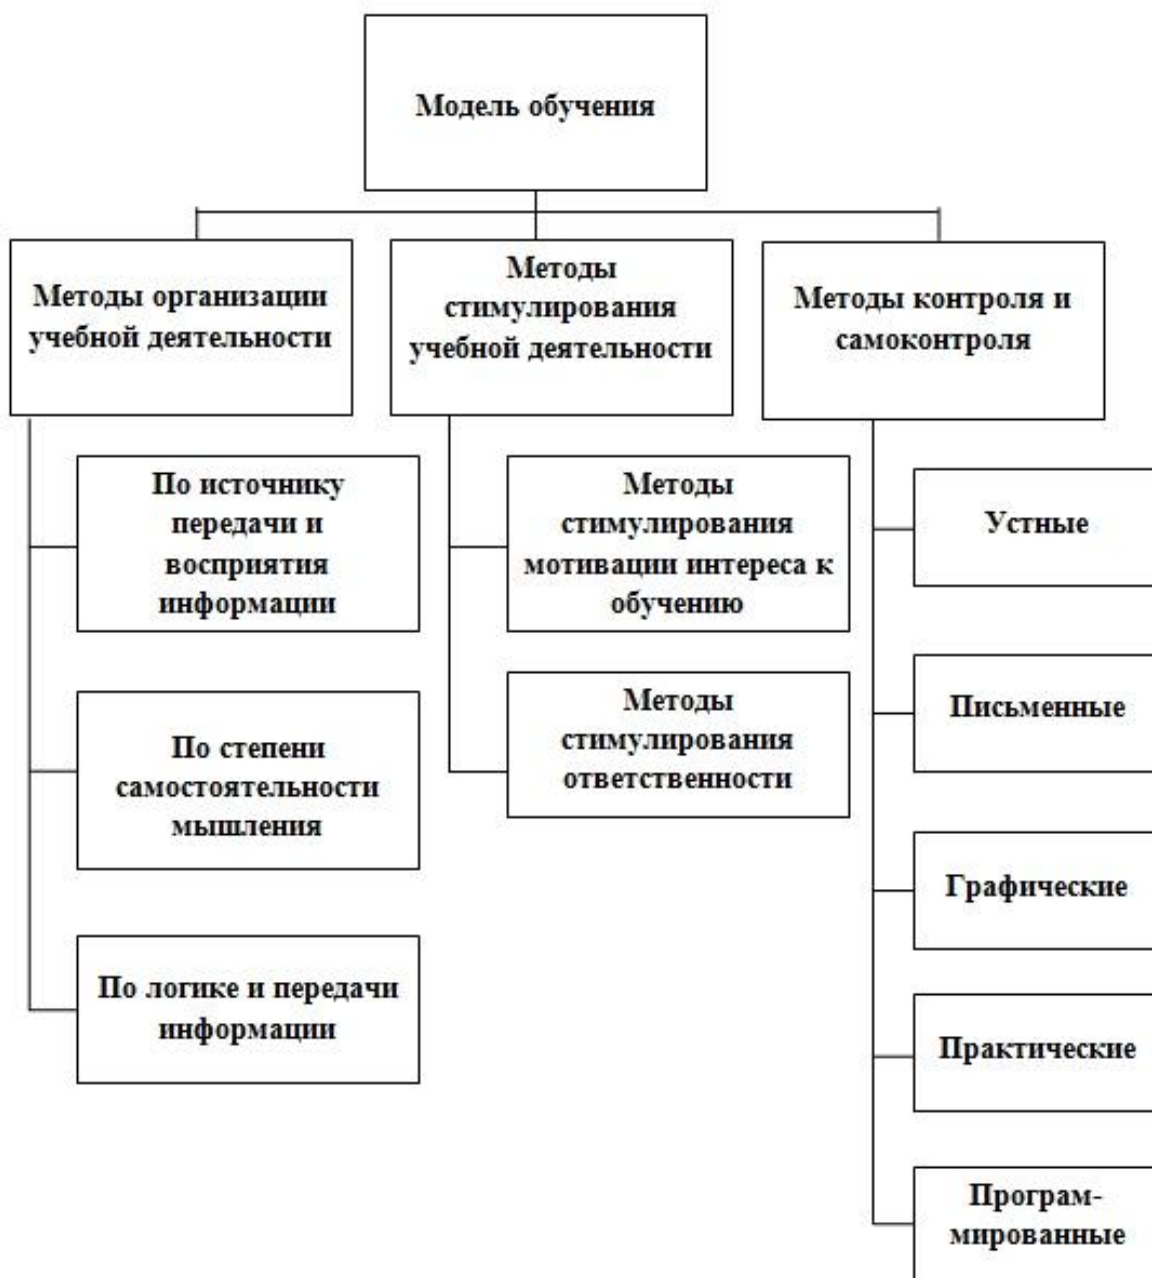 Модель обучения
Методы организации
учебной деятельности
Методы
стимулирования
учебной деятельности
Методы контроля и
самоконтроля
По источнику
передачи и
восприятия
информации
По степени
самостоятельности
мышления
По логике и передачи
информации
Методы
стимулирования
мотивации интереса к
обучению
Методы
стимулирования
ответственности
Устные
Письменные
Графические
Практические
Програм-
мированные